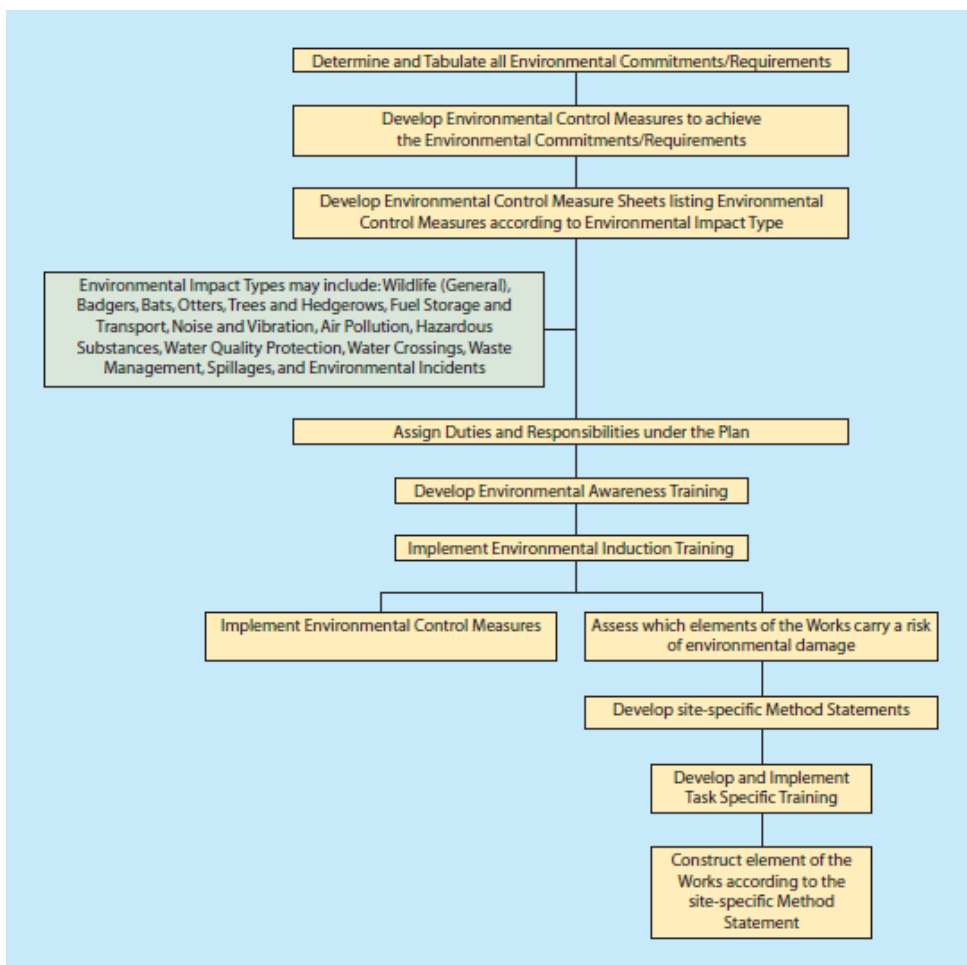 Determine and Tabulate all Environmental Commitments/Requirements
Develop Environmental Control Measures to achieve
the Environmental Commitments/Requirements
Develop Environmental Control Measure Sheets listing Environmental
Control Measures according to Environmental Impact Type
Environmental Impact Types may include: Wildlife (General),
Badgers, Bats, Otters, Trees and Hedgerows, Fuel Storage and
Transport, Noise and Vibration, Air Pollution, Hazardous
Substances, Water Quality Protection, Water Crossings, Waste
Management, Spillages, and Environmental Incidents
Assign Duties and Responsibilities under the Plan
Develop Environmental Awareness Training
Implement Environmental Induction Training
Implement Environmental Control Measures
Assess which elements of the Works carry a risk
of environmental damage
Develop site-specific Method Statements
Develop and Implement
Task Specific Training
Construct element of the
Works according to the
site-specific Method
Statement